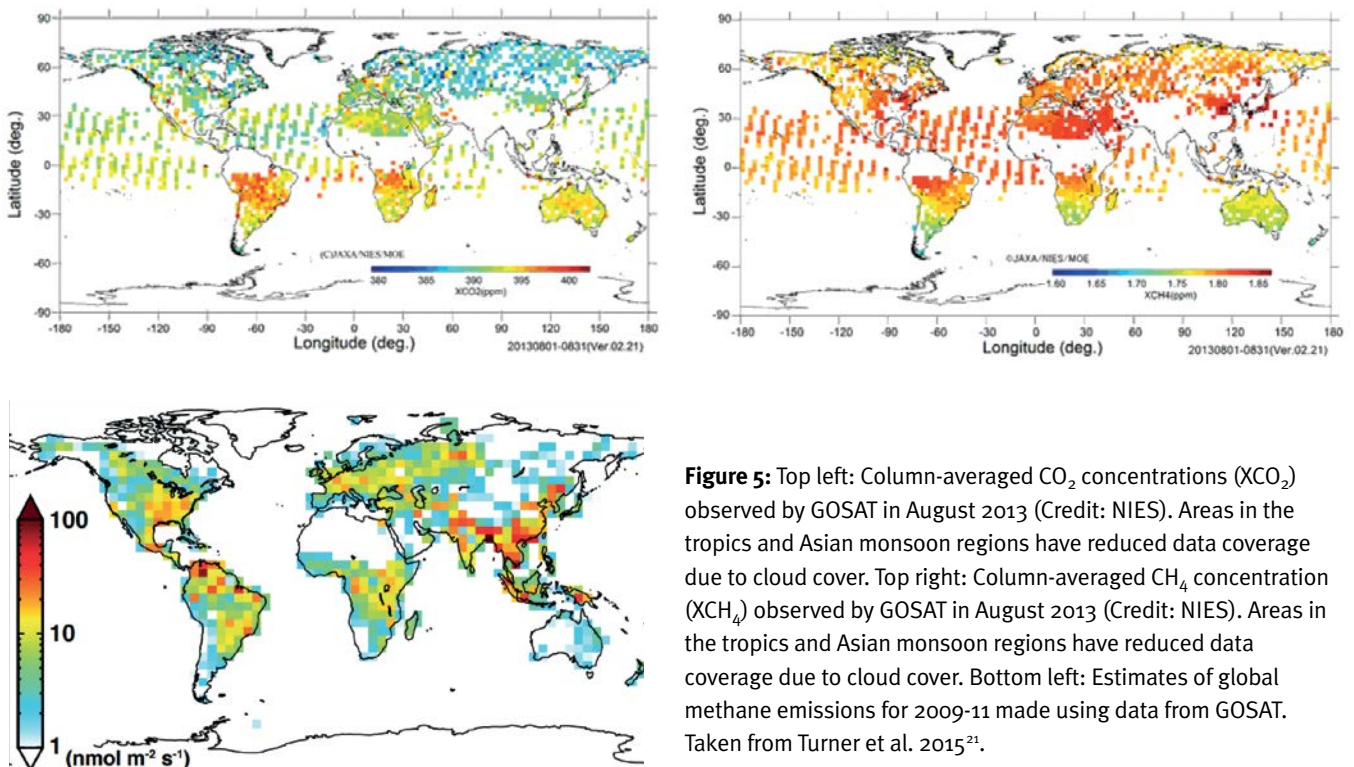 90
60
30
0
-30
-60
-90
Latitude (deg.)
(C)JAXA/NIES/MOE
380 385 390 395 400
XCO2(ppm)
-180 -150 -120 -90 -60 -30 0 30 60 90 120 150 180
Longitude (deg.)
20130801-0831(Ver.02.21)
90
60
30
0
-30
-60
-90
Latitude (deg.)
©JAXA/NIES/MOE
1.60 1.65 1.70 1.75 1.80 1.85
XCH4(ppm)
-180 -150 -120 -90 -60 -30 0 30 60 90 120 150 180
Longitude (deg.)
20130801-0831(Ver.02.21)
100
10
1
(nmol m⁻² s⁻¹)
Figure 5: Top left: Column-averaged CO₂ concentrations (XCO₂)
observed by GOSAT in August 2013 (Credit: NIES). Areas in the
tropics and Asian monsoon regions have reduced data coverage
due to cloud cover. Top right: Column-averaged CH₄ concentration
(XCH₄) observed by GOSAT in August 2013 (Credit: NIES). Areas in
the tropics and Asian monsoon regions have reduced data
coverage due to cloud cover. Bottom left: Estimates of global
methane emissions for 2009-11 made using data from GOSAT.
Taken from Turner et al. 2015²¹.